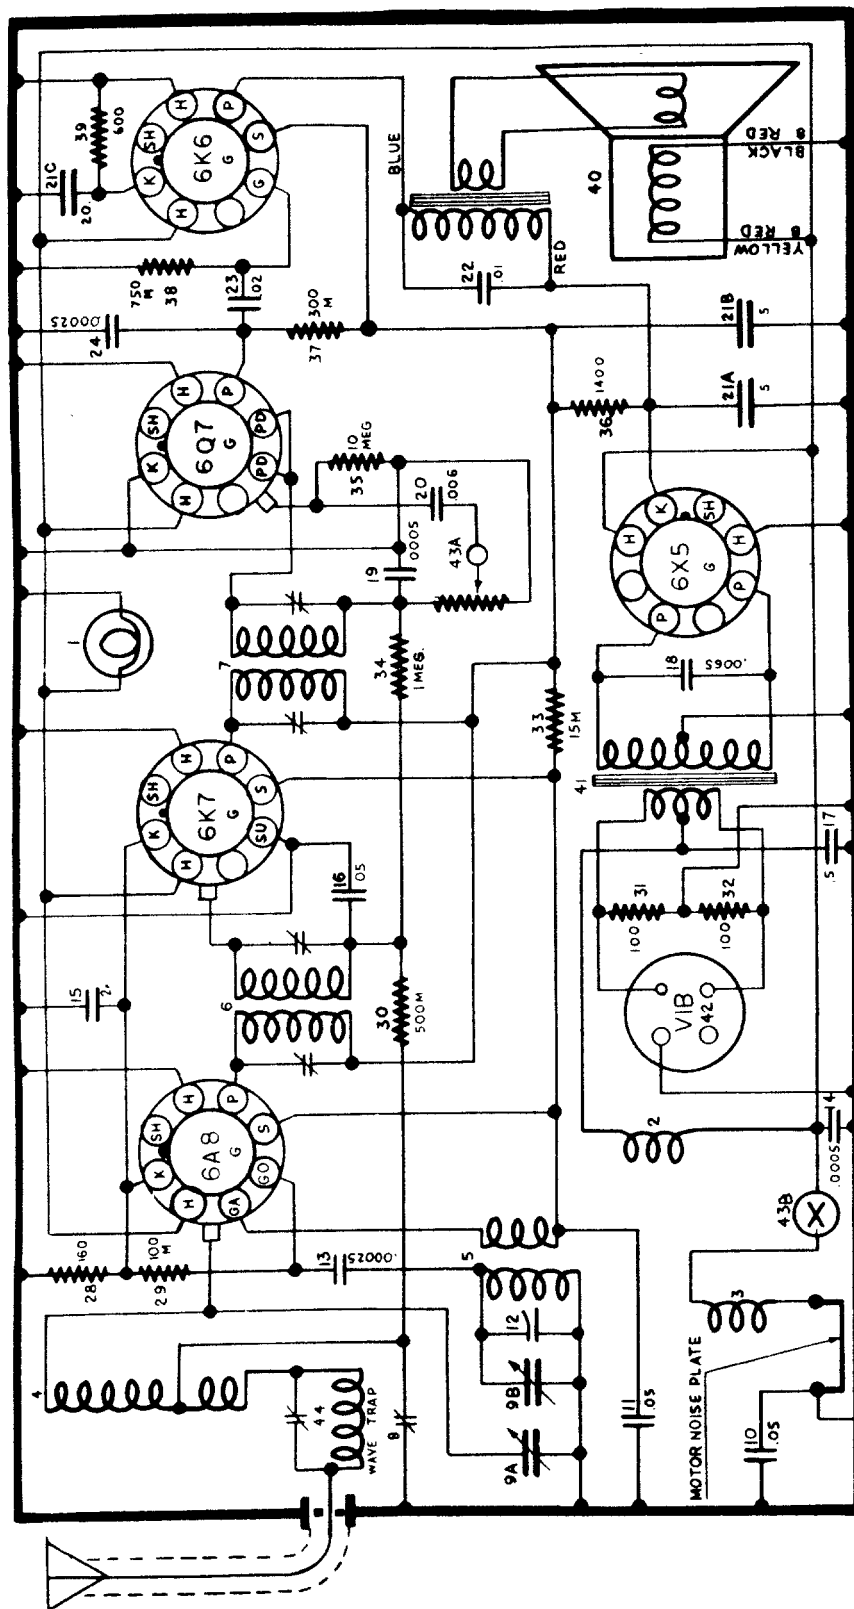 4
44
WAVE TRAP
8
160
28
100
M
29
13
.00025
5
12
9B
9A
11
.05
10
.05
MOTOR NOISE PLATE
3
43B
.0005
14
2
6A8
G
H
K
SH
H
P
S
GO
GA
15
2.
6
30
500M
16
.05
6K7
G
H
K
SH
H
P
S
SU
1
7
34
1 MEG.
33
15M
19
.0005
43A
20
.006
35
10
MEG
6Q7
G
H
K
SH
H
P
PD
PD
24
.00025
23
.02
750
M
38
37
300
M
21C
20.
39
600
6K6
G
H
K
SH
H
P
S
G
BLUE
RED
22
.01
40
YELLOW
8 RED
BLACK
8 RED
21B
5
21A
5
36
1400
6X5
G
H
K
SH
H
P
P
18
.0065
41
31
100
32
100
VIB
42
17
.5